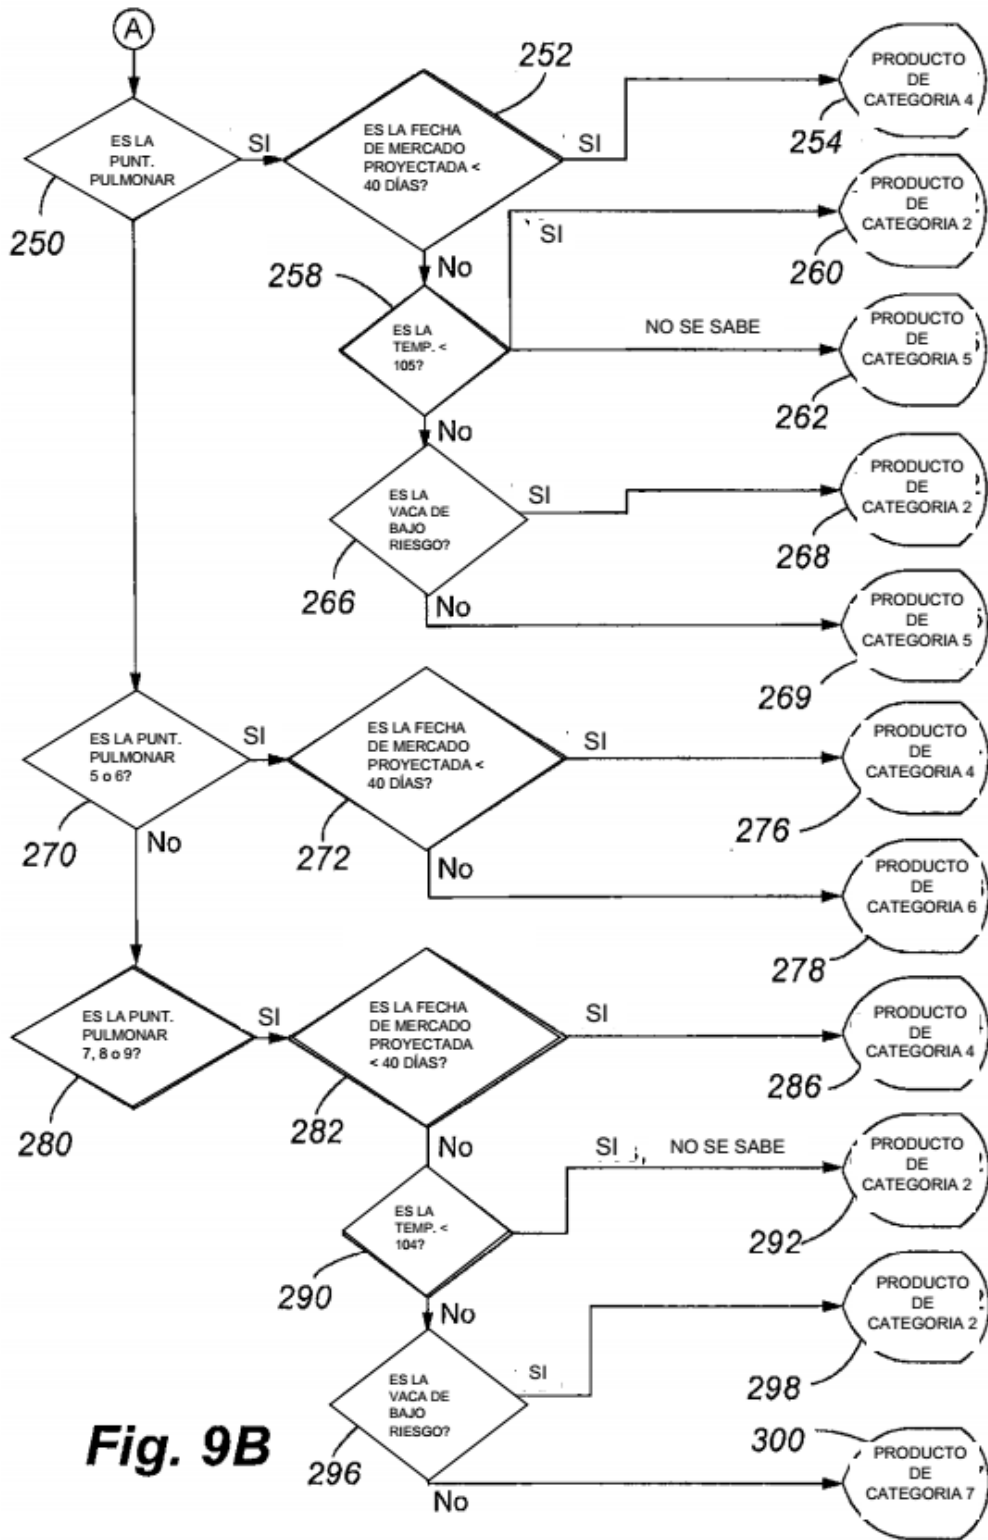 A
252
PRODUCTO
DE
CATEGORIA 4
254
ES LA
PUNT.
PULMONAR
250
SI
ES LA FECHA
DE MERCADO
PROYECTADA <
40 DÍAS?
SI
No
PRODUCTO
DE
CATEGORIA 2
260
SI
258
ES LA
TEMP. <
105?
NO SE SABE
PRODUCTO
DE
CATEGORIA 5
262
No
ES LA
VACA DE
BAJO
RIESGO?
266
SI
PRODUCTO
DE
CATEGORIA 2
268
No
PRODUCTO
DE
CATEGORIA 5
269
ES LA PUNT.
PULMONAR
5 o 6?
270
SI
ES LA FECHA
DE MERCADO
PROYECTADA <
40 DÍAS?
272
SI
PRODUCTO
DE
CATEGORIA 4
276
No
No
PRODUCTO
DE
CATEGORIA 6
278
ES LA PUNT.
PULMONAR
7, 8 o 9?
280
SI
ES LA FECHA
DE MERCADO
PROYECTADA
< 40 DÍAS?
282
SI
PRODUCTO
DE
CATEGORIA 4
286
No
ES LA
TEMP. <
104?
290
SI
NO SE SABE
PRODUCTO
DE
CATEGORIA 2
292
No
ES LA
VACA DE
BAJO
RIESGO?
296
SI
PRODUCTO
DE
CATEGORIA 2
298
No
300
PRODUCTO
DE
CATEGORIA 7
Fig. 9B